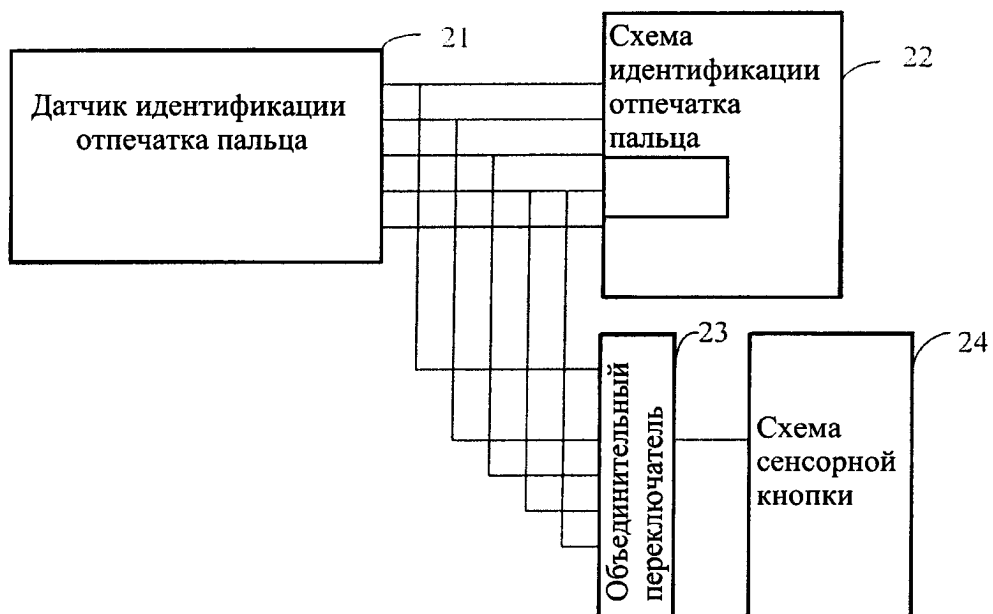 21
Датчик идентификации
отпечатка пальца
Схема
идентификации
отпечатка
пальца
22
23
Объединительный
переключатель
24
Схема
сенсорной
кнопки